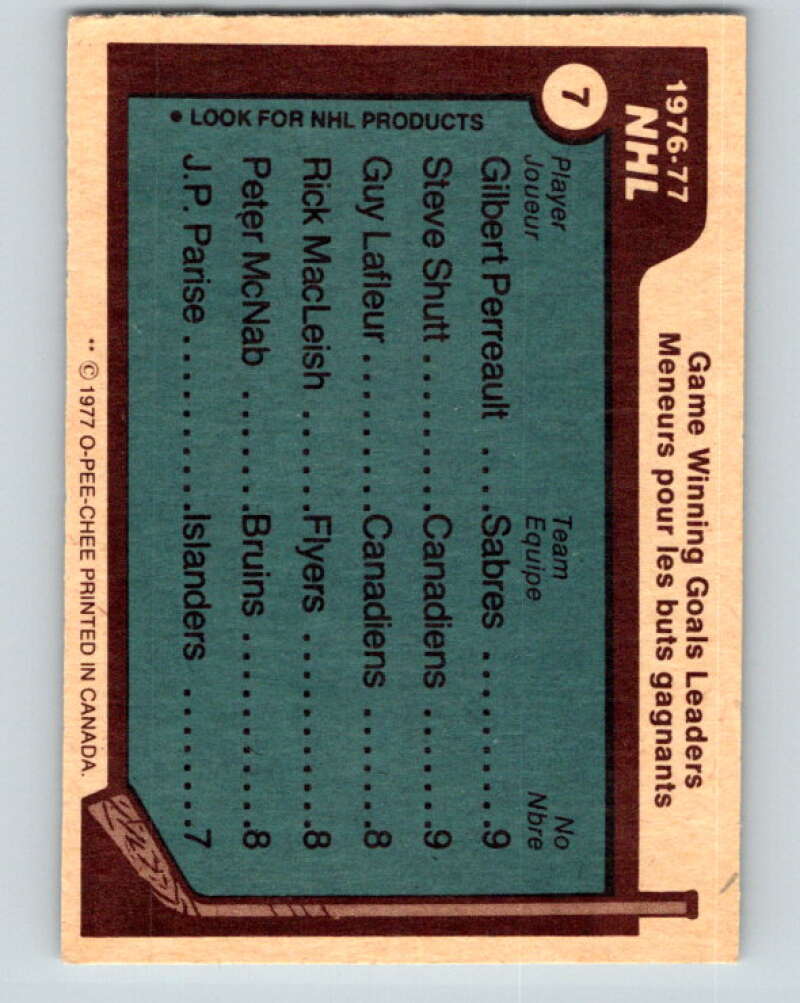 7
1976-77
NHL
Game Winning Goals Leaders
Meneurs pour les buts gagnants
Player Team No
Joueur Equipe Nbre
Gilbert Perreault ....Sabres .........9
Steve Shutt .........Canadiens .......9
Guy Lafleur .........Canadiens .......8
Rick MacLeish ......Flyers ..........8
Peter McNab .......Bruins ..........8
J.P. Parise ..........Islanders ........7
• LOOK FOR NHL PRODUCTS
** © 1977 O-PEE-CHEE PRINTED IN CANADA.